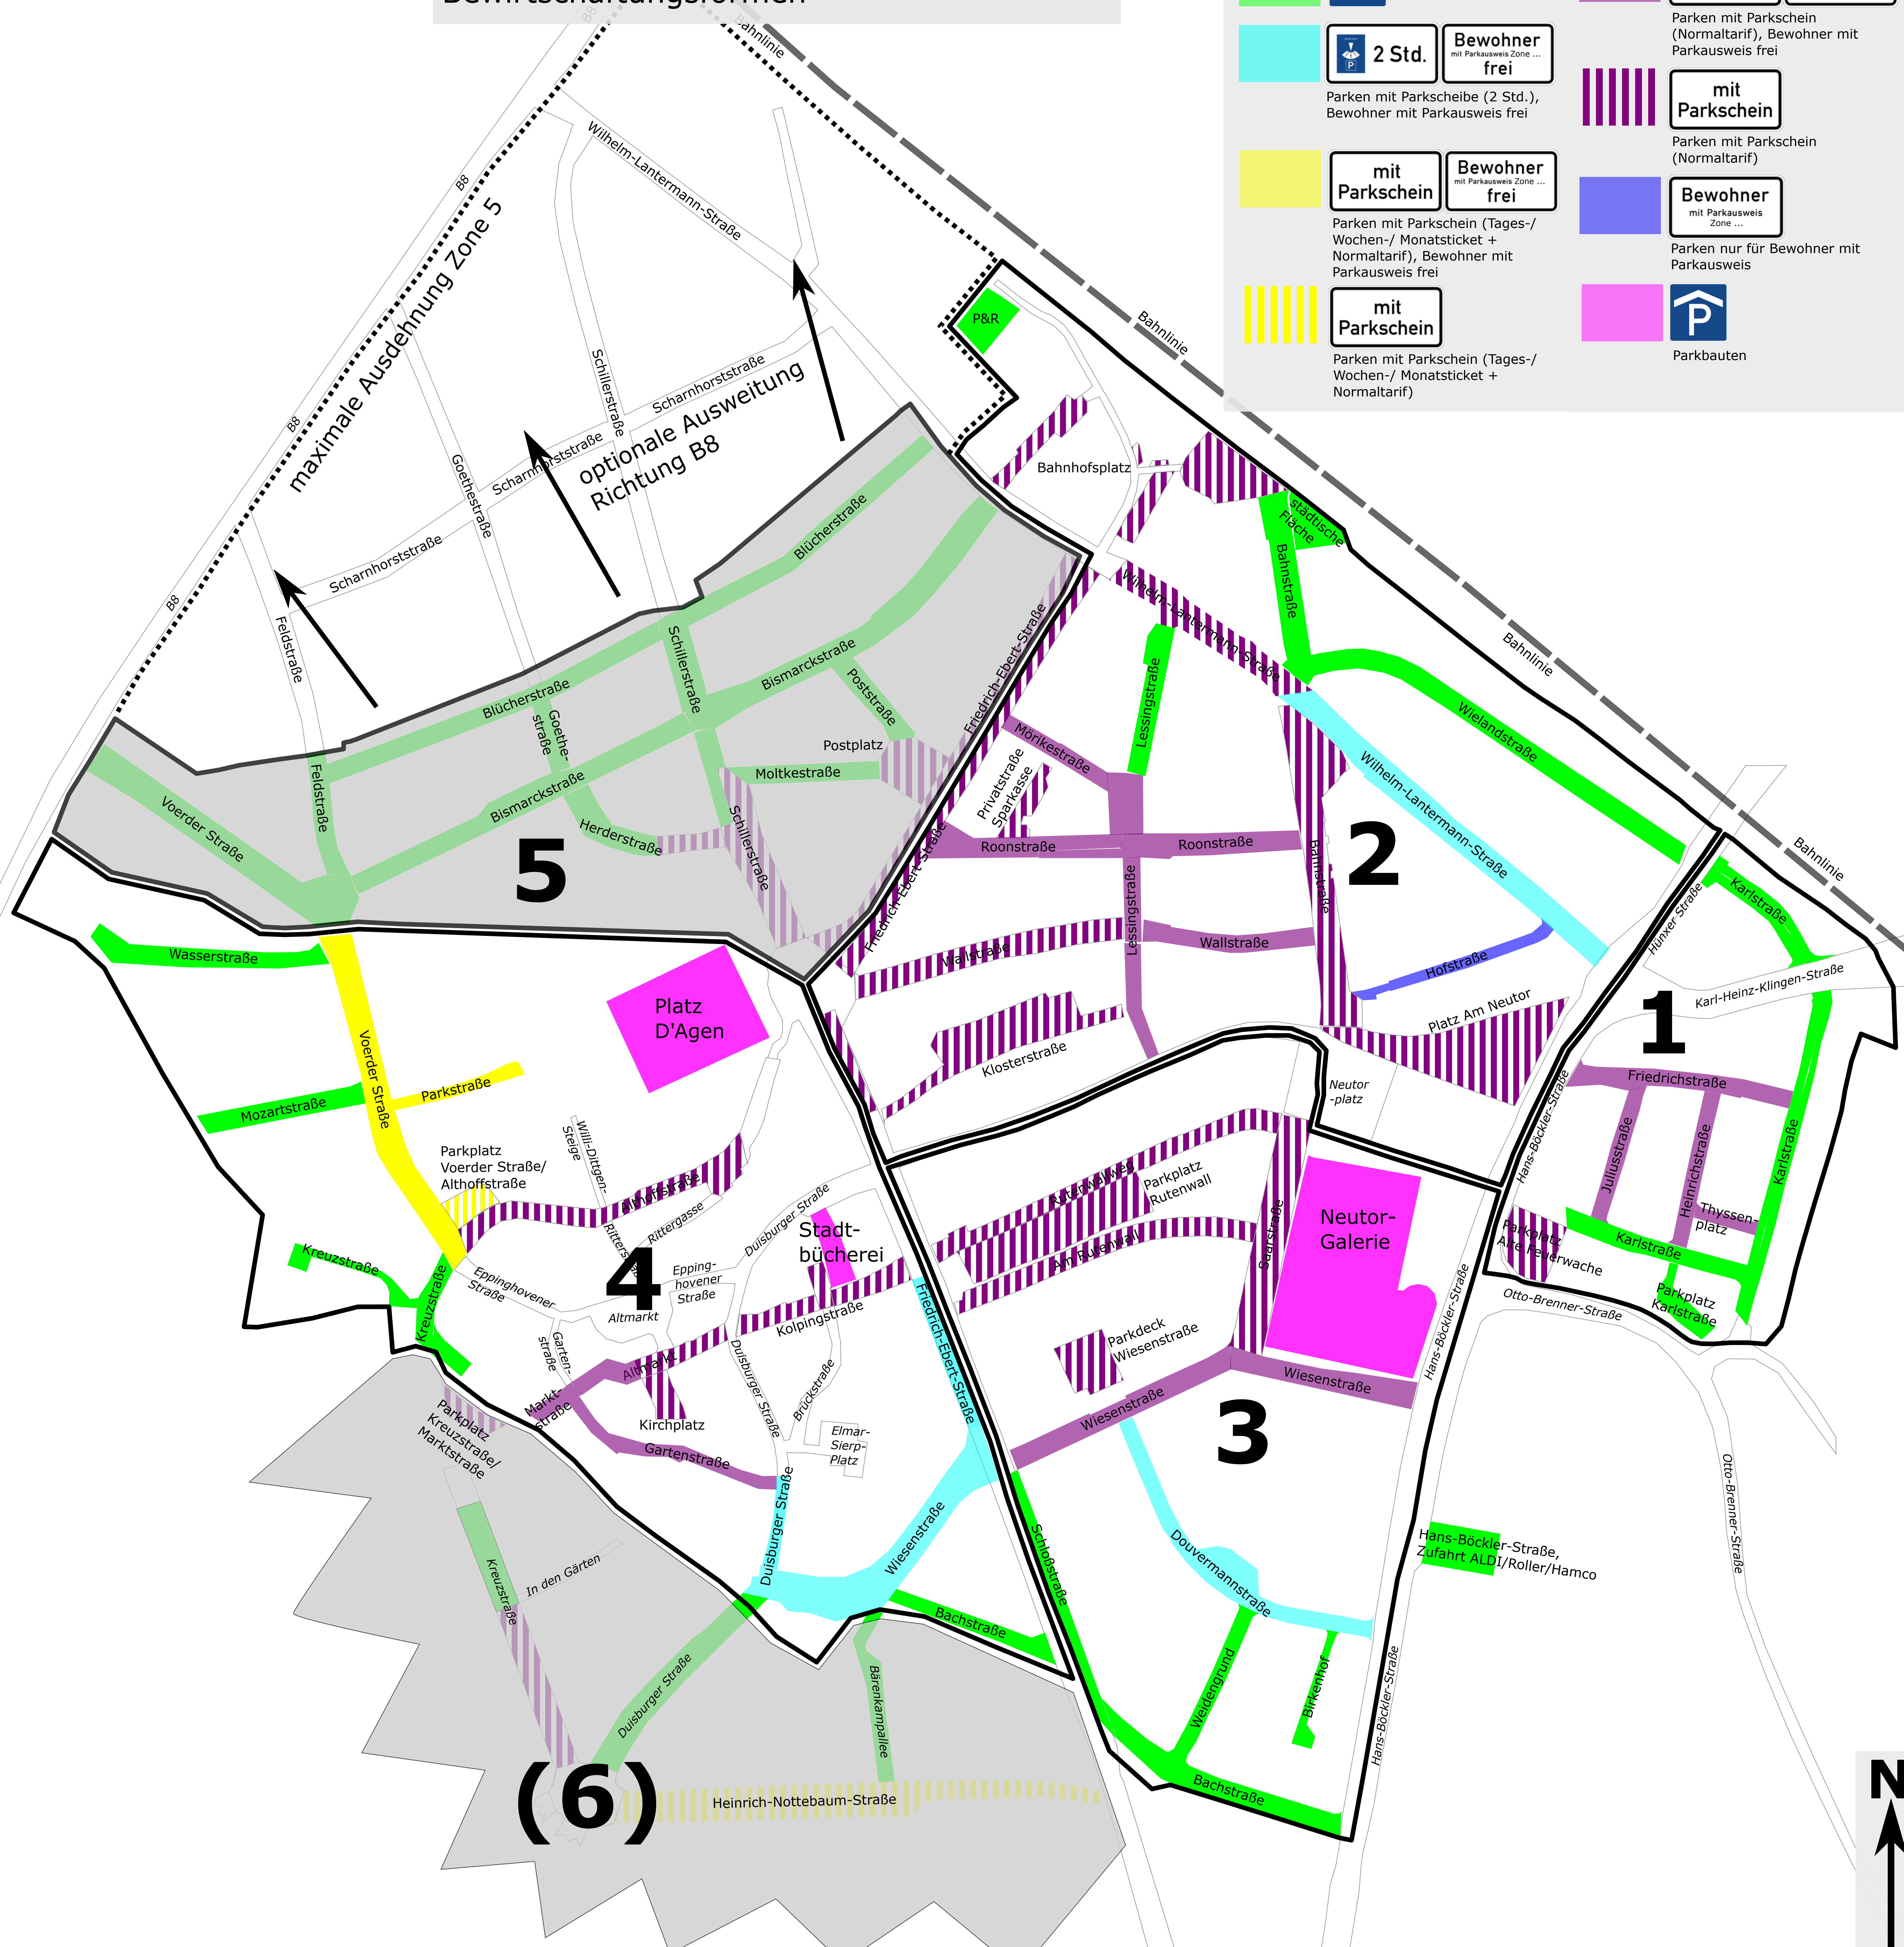 Bewirtschaftungsformen
Parken mit Parkschein
(Normaltarif), Bewohner mit
Parkausweis frei
P
2 Std.
Bewohner
mit Parkausweis Zone ...
frei
Parken mit Parkscheibe (2 Std.),
Bewohner mit Parkausweis frei
mit
Parkschein
Parken mit Parkschein
(Normaltarif)
mit
Parkschein
Bewohner
mit Parkausweis Zone ...
frei
Parken mit Parkschein (Tages-/
Wochen-/ Monatsticket +
Normaltarif), Bewohner mit
Parkausweis frei
Bewohner
mit Parkausweis
Zone ...
Parken nur für Bewohner mit
Parkausweis
mit
Parkschein
Parken mit Parkschein (Tages-/
Wochen-/ Monatsticket +
Normaltarif)
P
Parkbauten
B8
Bahnlinie
Wilhelm-Lantermann-Straße
B8
maximale Ausdehnung Zone 5
P&R
Bahnlinie
Schillerstraße
Scharnhorststraße
optionale Ausweitung
Richtung B8
B8
Goethestraße
Scharnhorststraße
Bahnhofsplatz
städtische
Fläche
Scharnhorststraße
Blücherstraße
B8
Feldstraße
Bahnstraße
Wilhelm-Lantermann-Straße
Friedrich-Ebert-Straße
Schillerstraße
Bismarckstraße
Poststraße
Blücherstraße
Goethe-
straße
Lessingstraße
Bahnlinie
Wielandstraße
Mörikestraße
Postplatz
Moltkestraße
Privatstraße
Sparkasse
Feldstraße
Bismarckstraße
Voerder Straße
Herderstraße
Schillerstraße
5
Friedrich-Ebert-Straße
Roonstraße
Roonstraße
Wilhelm-Lantermann-Straße
2
Bahnstraße
Bahnlinie
Karlstraße
Hünxer Straße
Lessingstraße
Wasserstraße
Wallstraße
Wallstraße
Hofstraße
Karl-Heinz-Klingen-Straße
Platz
D'Agen
Platz Am Neutor
1
Klosterstraße
Voerder Straße
Parkstraße
Mozartstraße
Neutor
-platz
Hans-Böckler-Straße
Friedrichstraße
Juliusstraße
Heinrichstraße
Karlstraße
Thyssen-
platz
Willi-Dittgen-
Steige
Parkplatz
Voerder Straße/
Althoffstraße
Althoffstraße
Rittergasse
Duisburger Straße
Rutenwallweg
Parkplatz
Rutenwall
Am Rutenwall
Saarstraße
Neutor-
Galerie
Parkplatz
Alte Feuerwache
Karlstraße
Parkplatz
Karlstraße
Otto-Brenner-Straße
Stadt-
bücherei
Kreuzstraße
Kreuzstraße
Eppinghovener
Straße
4
Epping-
hovener
Straße
Altmarkt
Kolpingstraße
Friedrich-Ebert-Straße
Hans-Böckler-Straße
Parkdeck
Wiesenstraße
Garten-
straße
Altmarkt
Duisburger Straße
Brückstraße
Markt-
straße
Kirchplatz
Wiesenstraße
Wiesenstraße
3
Parkplatz
Kreuzstraße/
Marktstraße
Gartenstraße
Elmar-
Sierp-
Platz
Otto-Brenner-Straße
Duisburger Straße
Wiesenstraße
Schloßstraße
Douvermannstraße
Hans-Böckler-Straße,
Zufahrt ALDI/Roller/Hamco
Kreuzstraße
In den Gärten
Bachstraße
Weidengrund
Birkenhof
Hans-Böckler-Straße
Duisburger Straße
Bärenkampallee
Bachstraße
(6)
Heinrich-Nottebaum-Straße
N